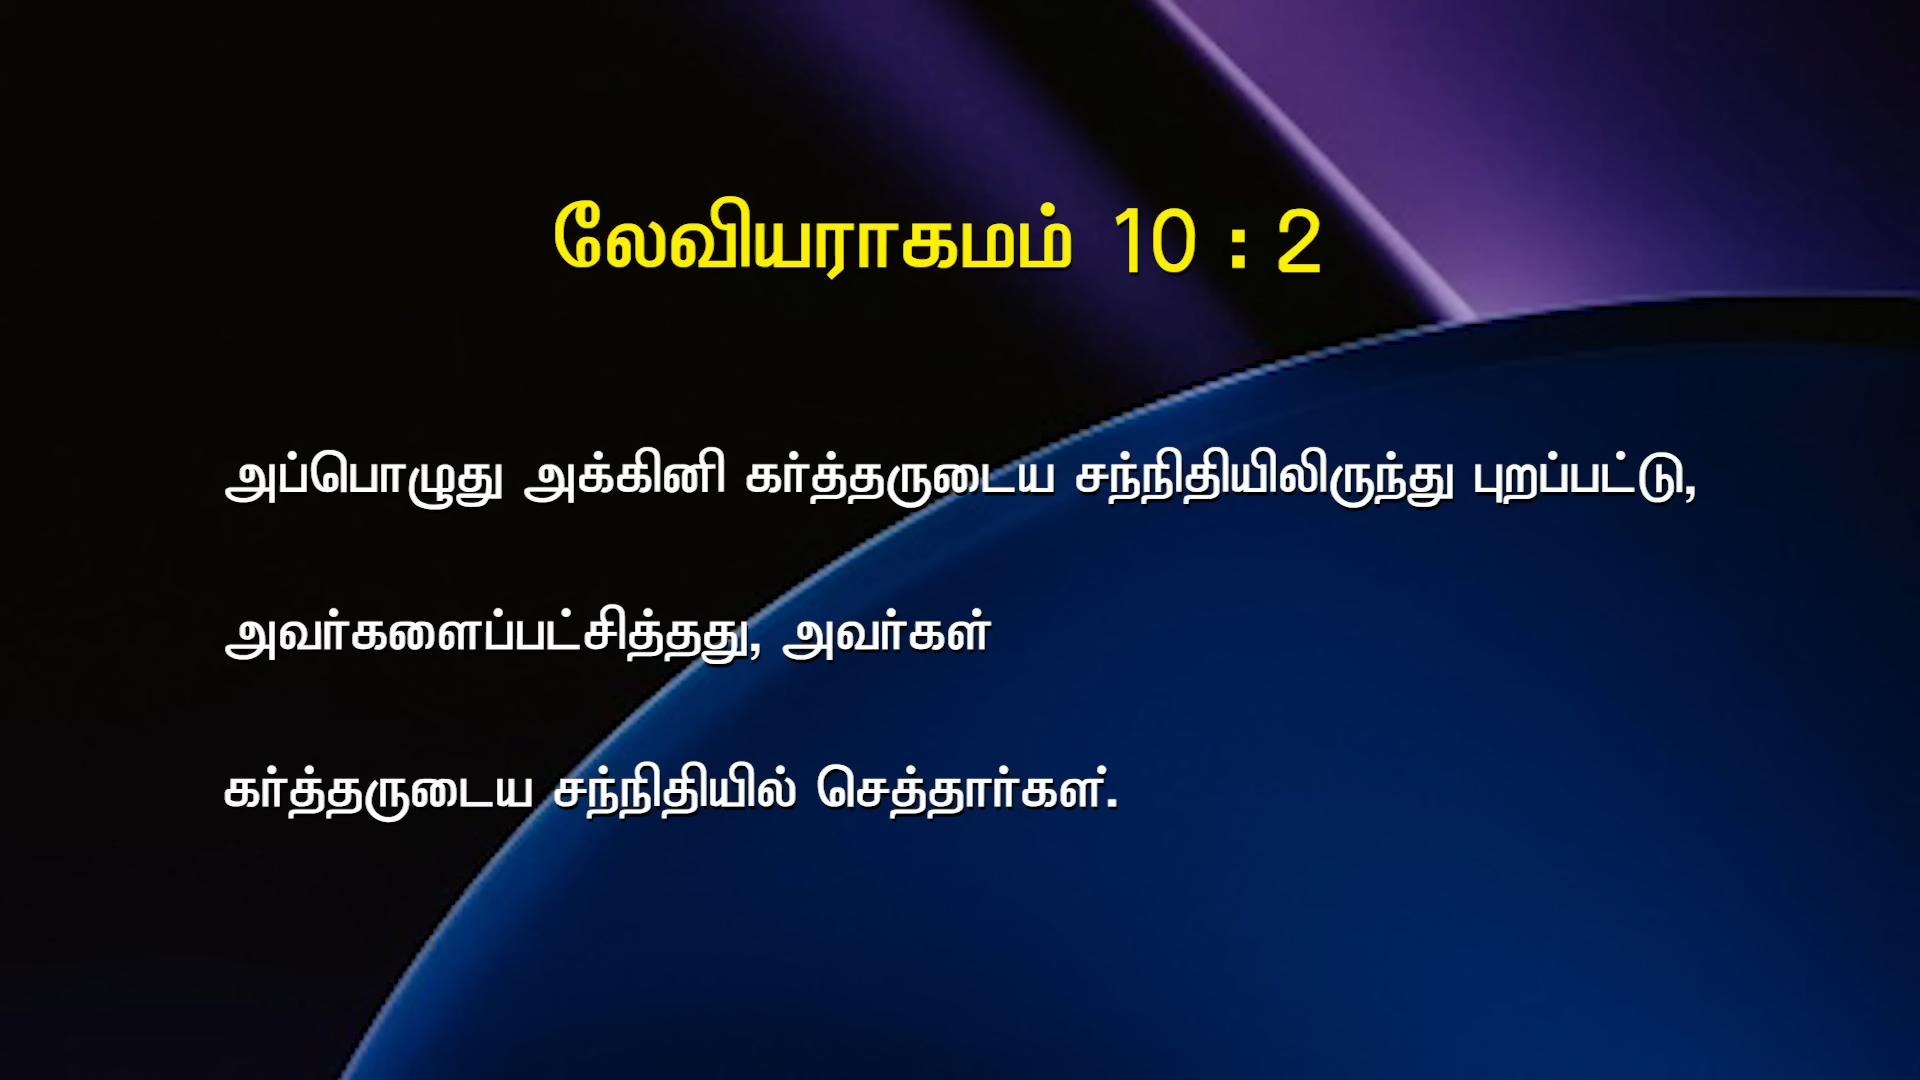 லேவியராகமம் 10 : 2
அப்பொழுது அக்கினி கர்த்தருடைய சந்நிதியிலிருந்து புறப்பட்டு,
அவர்களைப்பட்சித்தது, அவர்கள்
கர்த்தருடைய சந்நிதியில் செத்தார்கள்.